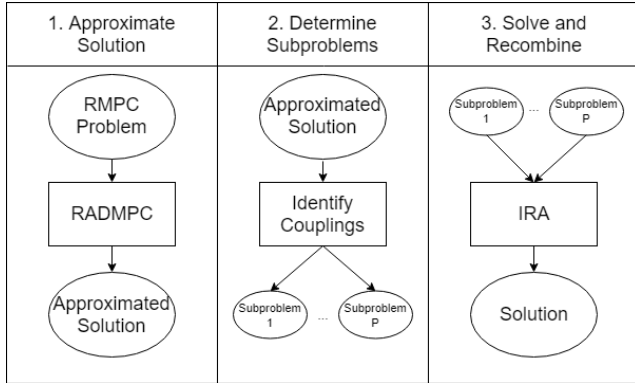 1. Approximate
Solution
RMPC
Problem
RADMPC
Approximated
Solution
2. Determine
Subproblems
Approximated
Solution
Identify
Couplings
Subproblem
1
...
Subproblem
P
3. Solve and
Recombine
Subproblem
1
...
Subproblem
P
IRA
Solution